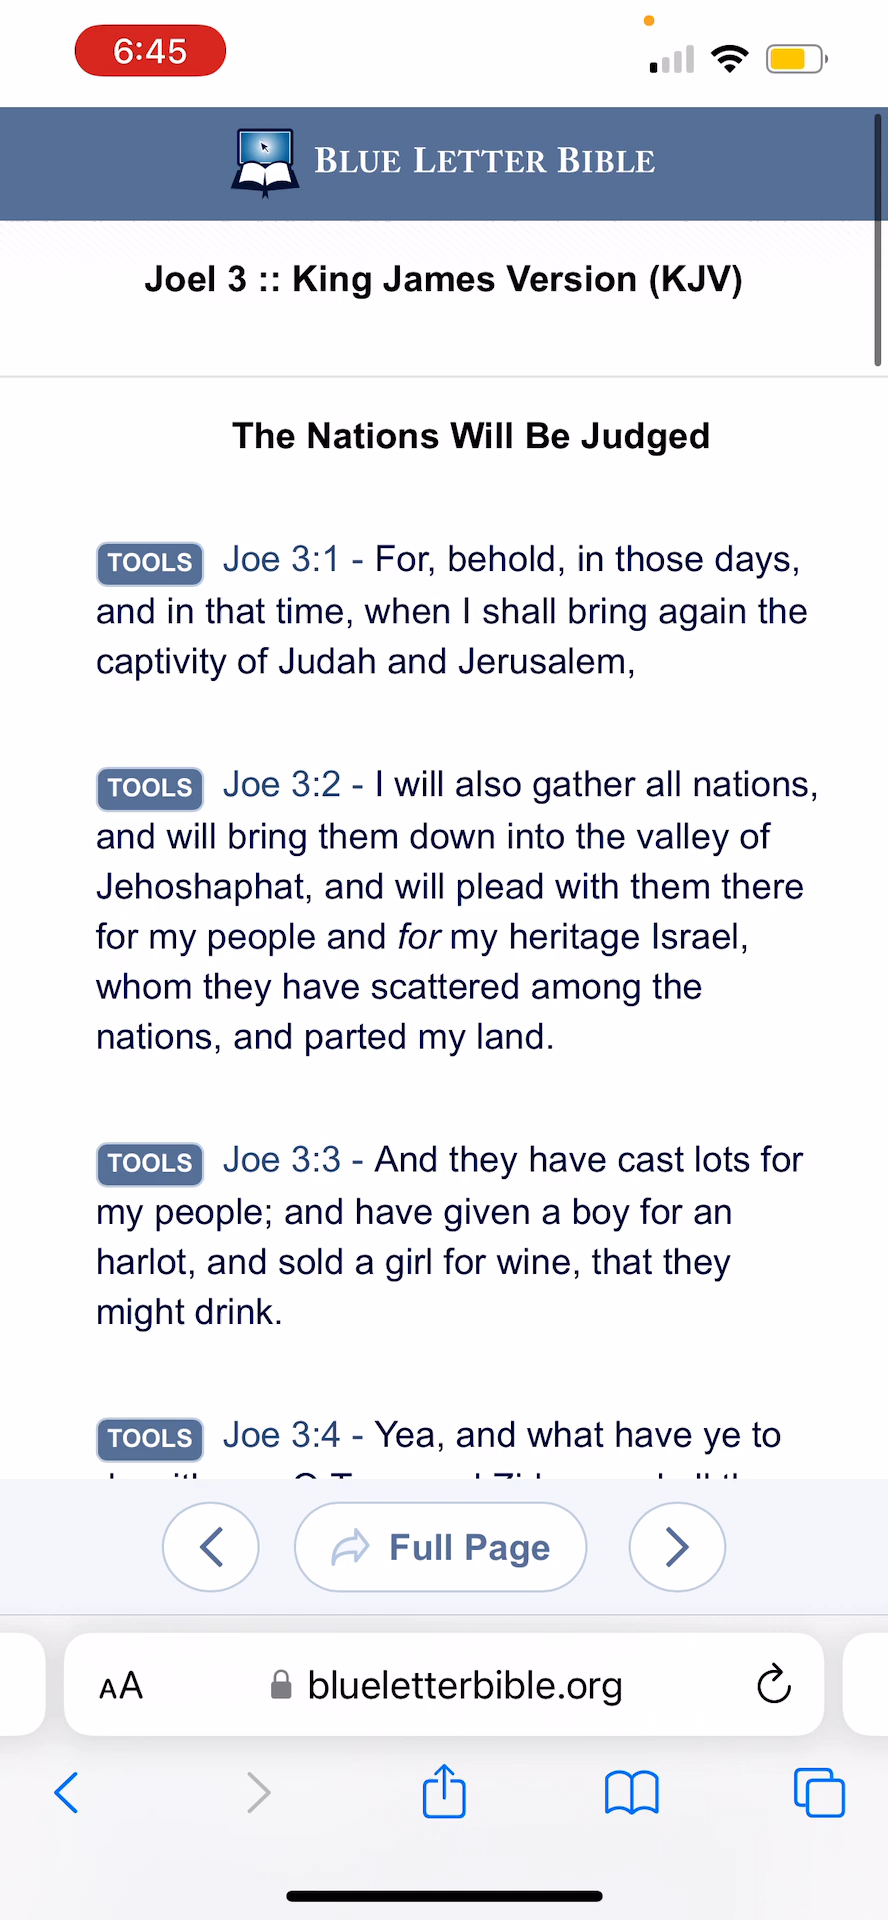 6:45
BLUE LETTER BIBLE
Joel 3 :: King James Version (KJV)
The Nations Will Be Judged
TOOLS Joe 3:1 - For, behold, in those days,
and in that time, when I shall bring again the
captivity of Judah and Jerusalem,
TOOLS Joe 3:2 - I will also gather all nations,
and will bring them down into the valley of
Jehoshaphat, and will plead with them there
for my people and for my heritage Israel,
whom they have scattered among the
nations, and parted my land.
TOOLS Joe 3:3 - And they have cast lots for
my people; and have given a boy for an
harlot, and sold a girl for wine, that they
might drink.
TOOLS Joe 3:4 - Yea, and what have ye to
Full Page
AA blueletterbible.org